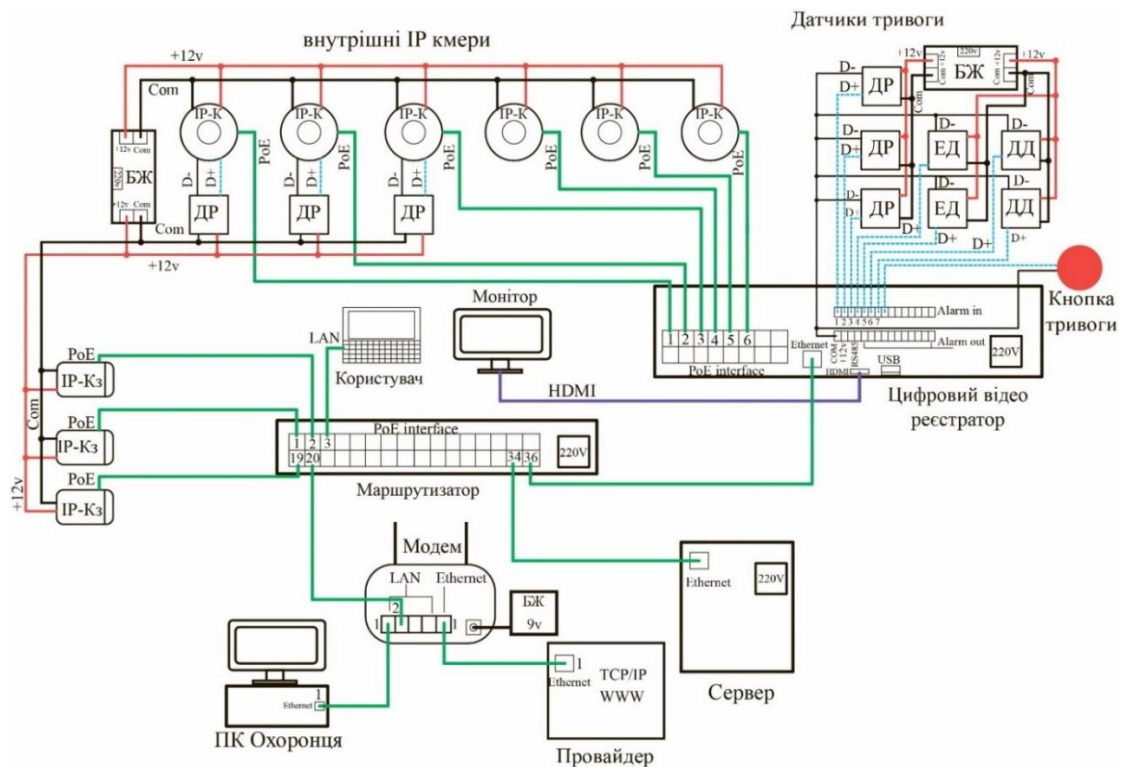 Датчики тривоги
внутрішні IP кмери
+12v
Com
+12v
220v
Com +12v
БЖ
Com +12v
Com
Com
D-
D+
ДР
IP-К
IP-К
IP-К
IP-К
IP-К
IP-К
PoE
PoE
PoE
PoE
PoE
PoE
D-
D+
ДР
D-
ЕД
D-
ДД
+12v Com
220v
БЖ
+12v Com
D-
D+
D-
D+
D-
D+
ДР
ДР
ДР
D-
D+
ДР
D-
ЕД
D+
D-
ДД
D+
Com
+12v
Кнопка
тривоги
Монітор
LAN
Користувач
HDMI
1 2 3 4 5 6
PoE interface
Ethernet
1 2 3 4 5 6 7
Alarm in
Alarm out
COM
+12v
RS485
HDMI
USB
220V
Цифровий відео
реєстратор
PoE
IP-Кз
PoE
IP-Кз
PoE
IP-Кз
Com
+12v
PoE interface
1 2 3
19 20 34 36
220V
Маршрутизатор
Модем
LAN Ethernet
2
1 1
БЖ
9v
Ethernet
220V
Сервер
1
Ethernet
TCP/IP
WWW
Провайдер
1
Ethernet
ПК Охоронця